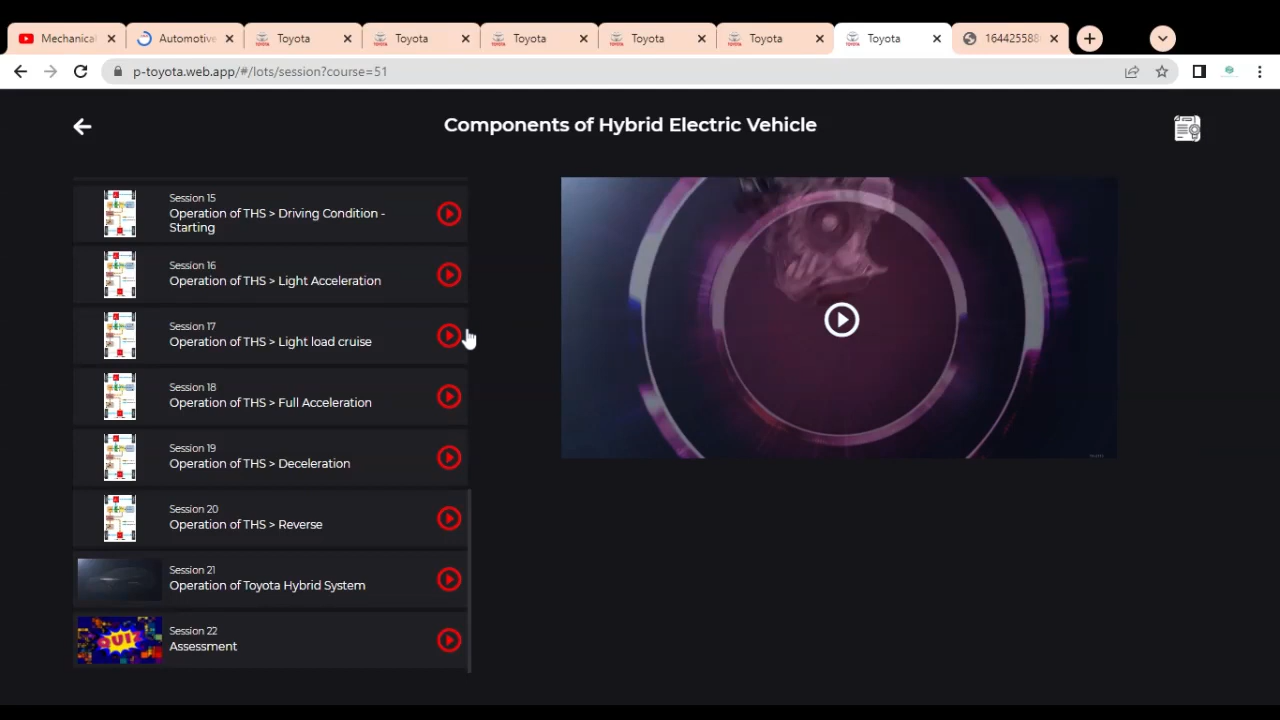 Mechanica
Automotive
Toyota
Toyota
Toyota
Toyota
Toyota
Toyota
16442558
p-toyota.web.app/#/lots/session?course=51
Components of Hybrid Electric Vehicle
Session 15
Operation of THS > Driving Condition -
Starting
Session 16
Operation of THS > Light Acceleration
Session 17
Operation of THS > Light load cruise
Session 18
Operation of THS > Full Acceleration
Session 19
Operation of THS > Deceleration
Session 20
Operation of THS > Reverse
Session 21
Operation of Toyota Hybrid System
QUIZ
Session 22
Assessment